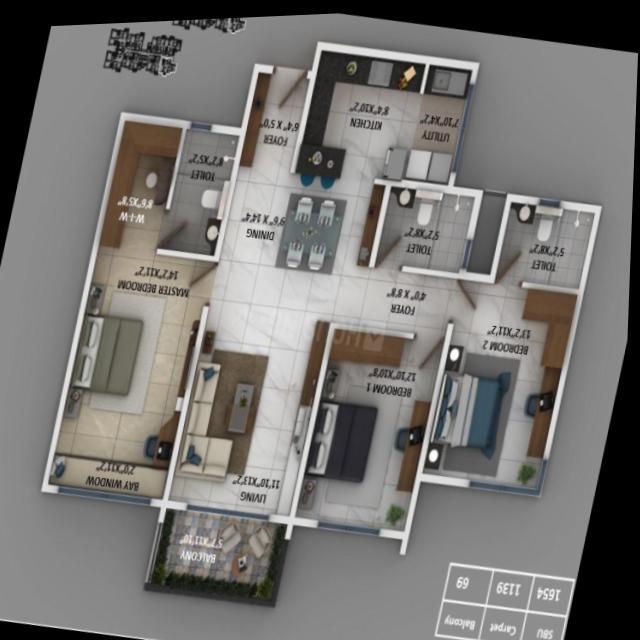 SBU Carpet Balcony
1654 1139 69
BALCONY
5'7"X11'10"
LIVING
11'10"X13'2"
BAY WINDOW
2'0"X11'2"
BEDROOM 2
13'2"X11'2"
BEDROOM 1
12'10"X10'8"
FOYER
4'0" X 8'8"
MASTER BEDROOM
14'2"X11'2"
TOILET
5'2"X8'2"
TOILET
5'2"X8'2"
DINING
9'6" X 14'4"
W-I-W
8'6"X5'8"
TOILET
8'2"X5'2"
UTILITY
7'10"X4'2"
KITCHEN
8'4"X10'2"
FOYER
6'4" X 5'0"